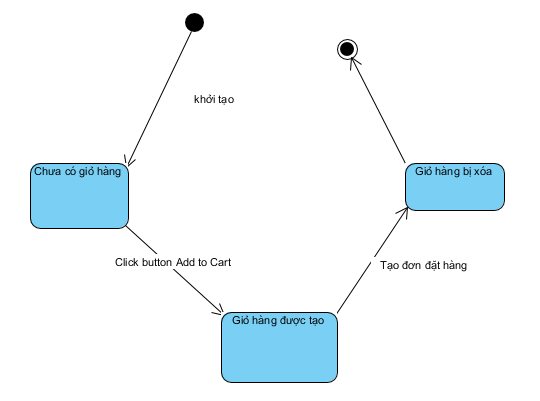 khởi tạo
Chưa có giỏ hàng
Giỏ hàng bị xóa
Click button Add to Cart
Tạo đơn đặt hàng
Giỏ hàng được tạo